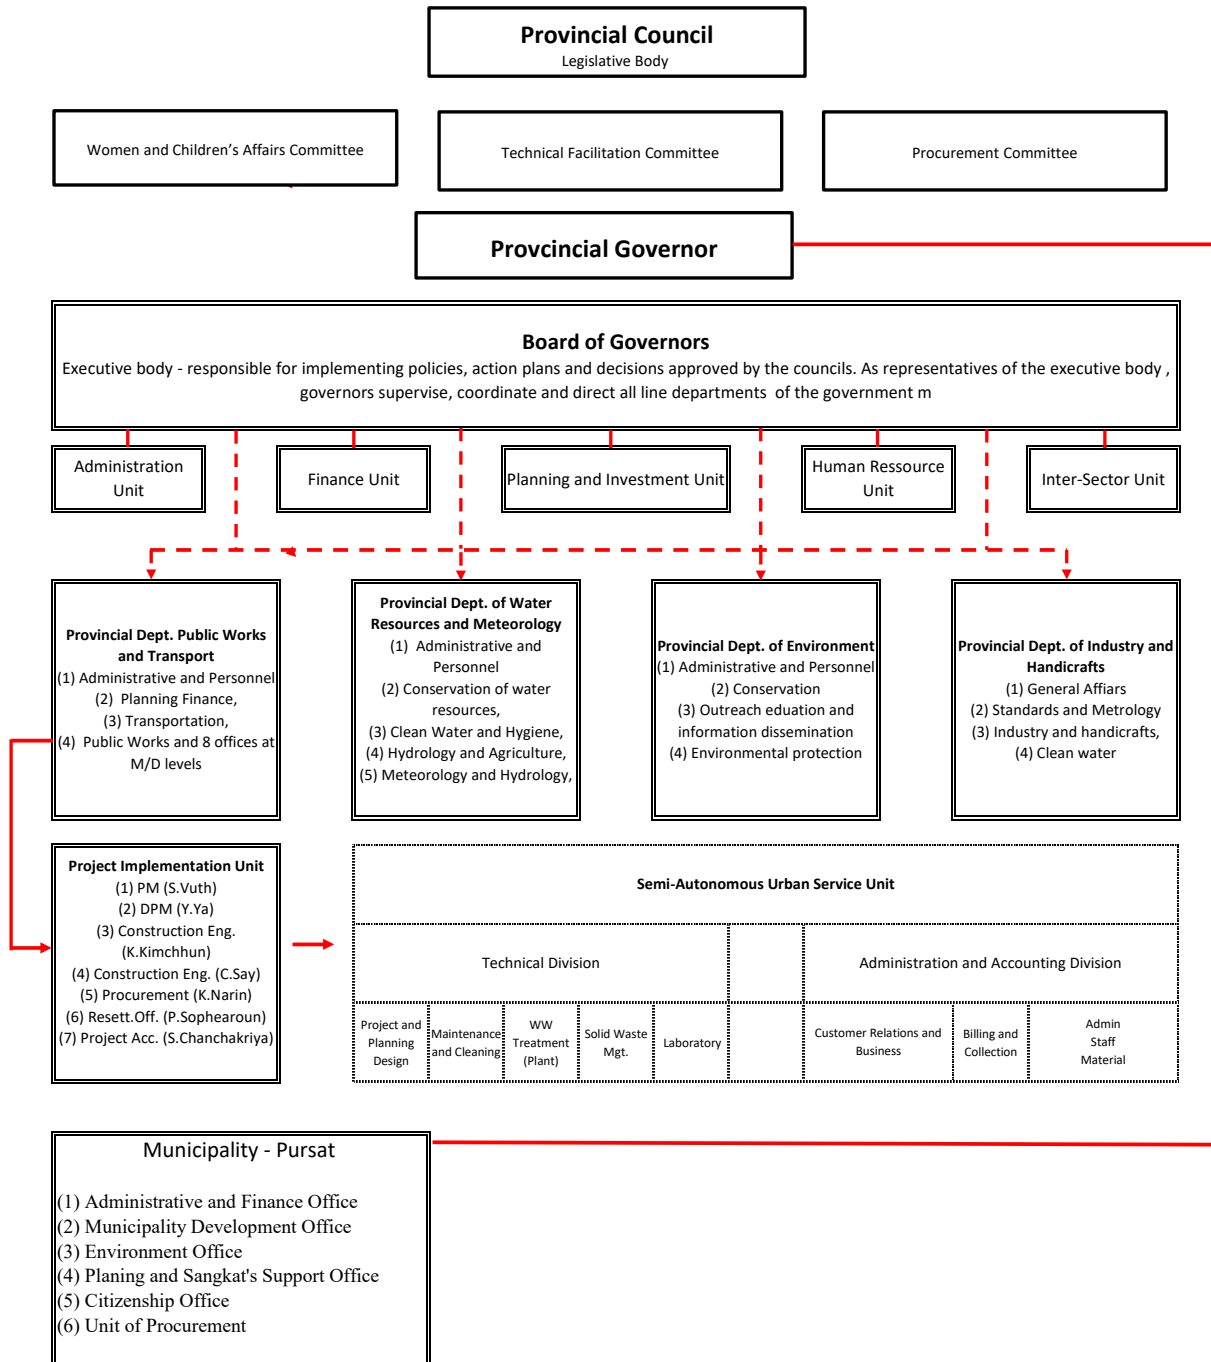 Provincial Council
Legislative Body
Women and Children’s Affairs Committee
Technical Facilitation Committee
Procurement Committee
Provcincial Governor
Board of Governors
Executive body - responsible for implementing policies, action plans and decisions approved by the councils. As representatives of the executive body ,
governors supervise, coordinate and direct all line departments  of the government m
Administration
Unit
Finance Unit
Planning and Investment Unit
Human Ressource
Unit
Inter-Sector Unit
Provincial Dept. Public Works
and Transport
(1) Administrative and Personnel
(2)  Planning Finance,
(3) Transportation,
(4)  Public Works and 8 offices at
M/D levels
Provincial Dept. of Water
Resources and Meteorology
(1)  Administrative and
Personnel
(2) Conservation of water
resources,
(3) Clean Water and Hygiene,
(4) Hydrology and Agriculture,
(5) Meteorology and Hydrology,
Provincial Dept. of Environment
(1) Administrative and Personnel
(2) Conservation
(3) Outreach eduation and
information dissemination
(4) Environmental protection
Provincial Dept. of Industry and
Handicrafts
(1) General Affiars
(2) Standards and Metrology
(3) Industry and handicrafts,
(4) Clean water
Project Implementation Unit
(1) PM (S.Vuth)
(2) DPM (Y.Ya)
(3) Construction Eng.
(K.Kimchhun)
(4) Construction Eng. (C.Say)
(5) Procurement (K.Narin)
(6) Resett.Off. (P.Sophearoun)
(7) Project Acc. (S.Chanchakriya)
Semi-Autonomous Urban Service Unit
Technical Division
Administration and Accounting Division
Project and
Planning
Design
Maintenance
and Cleaning
WW
Treatment
(Plant)
Solid Waste
Mgt.
Laboratory
Customer Relations and
Business
Billing and
Collection
Admin
Staff
Material
Municipality - Pursat
(1) Administrative and Finance Office
(2) Municipality Development Office
(3) Environment Office
(4) Planing and Sangkat's Support Office
(5) Citizenship Office
(6) Unit of Procurement